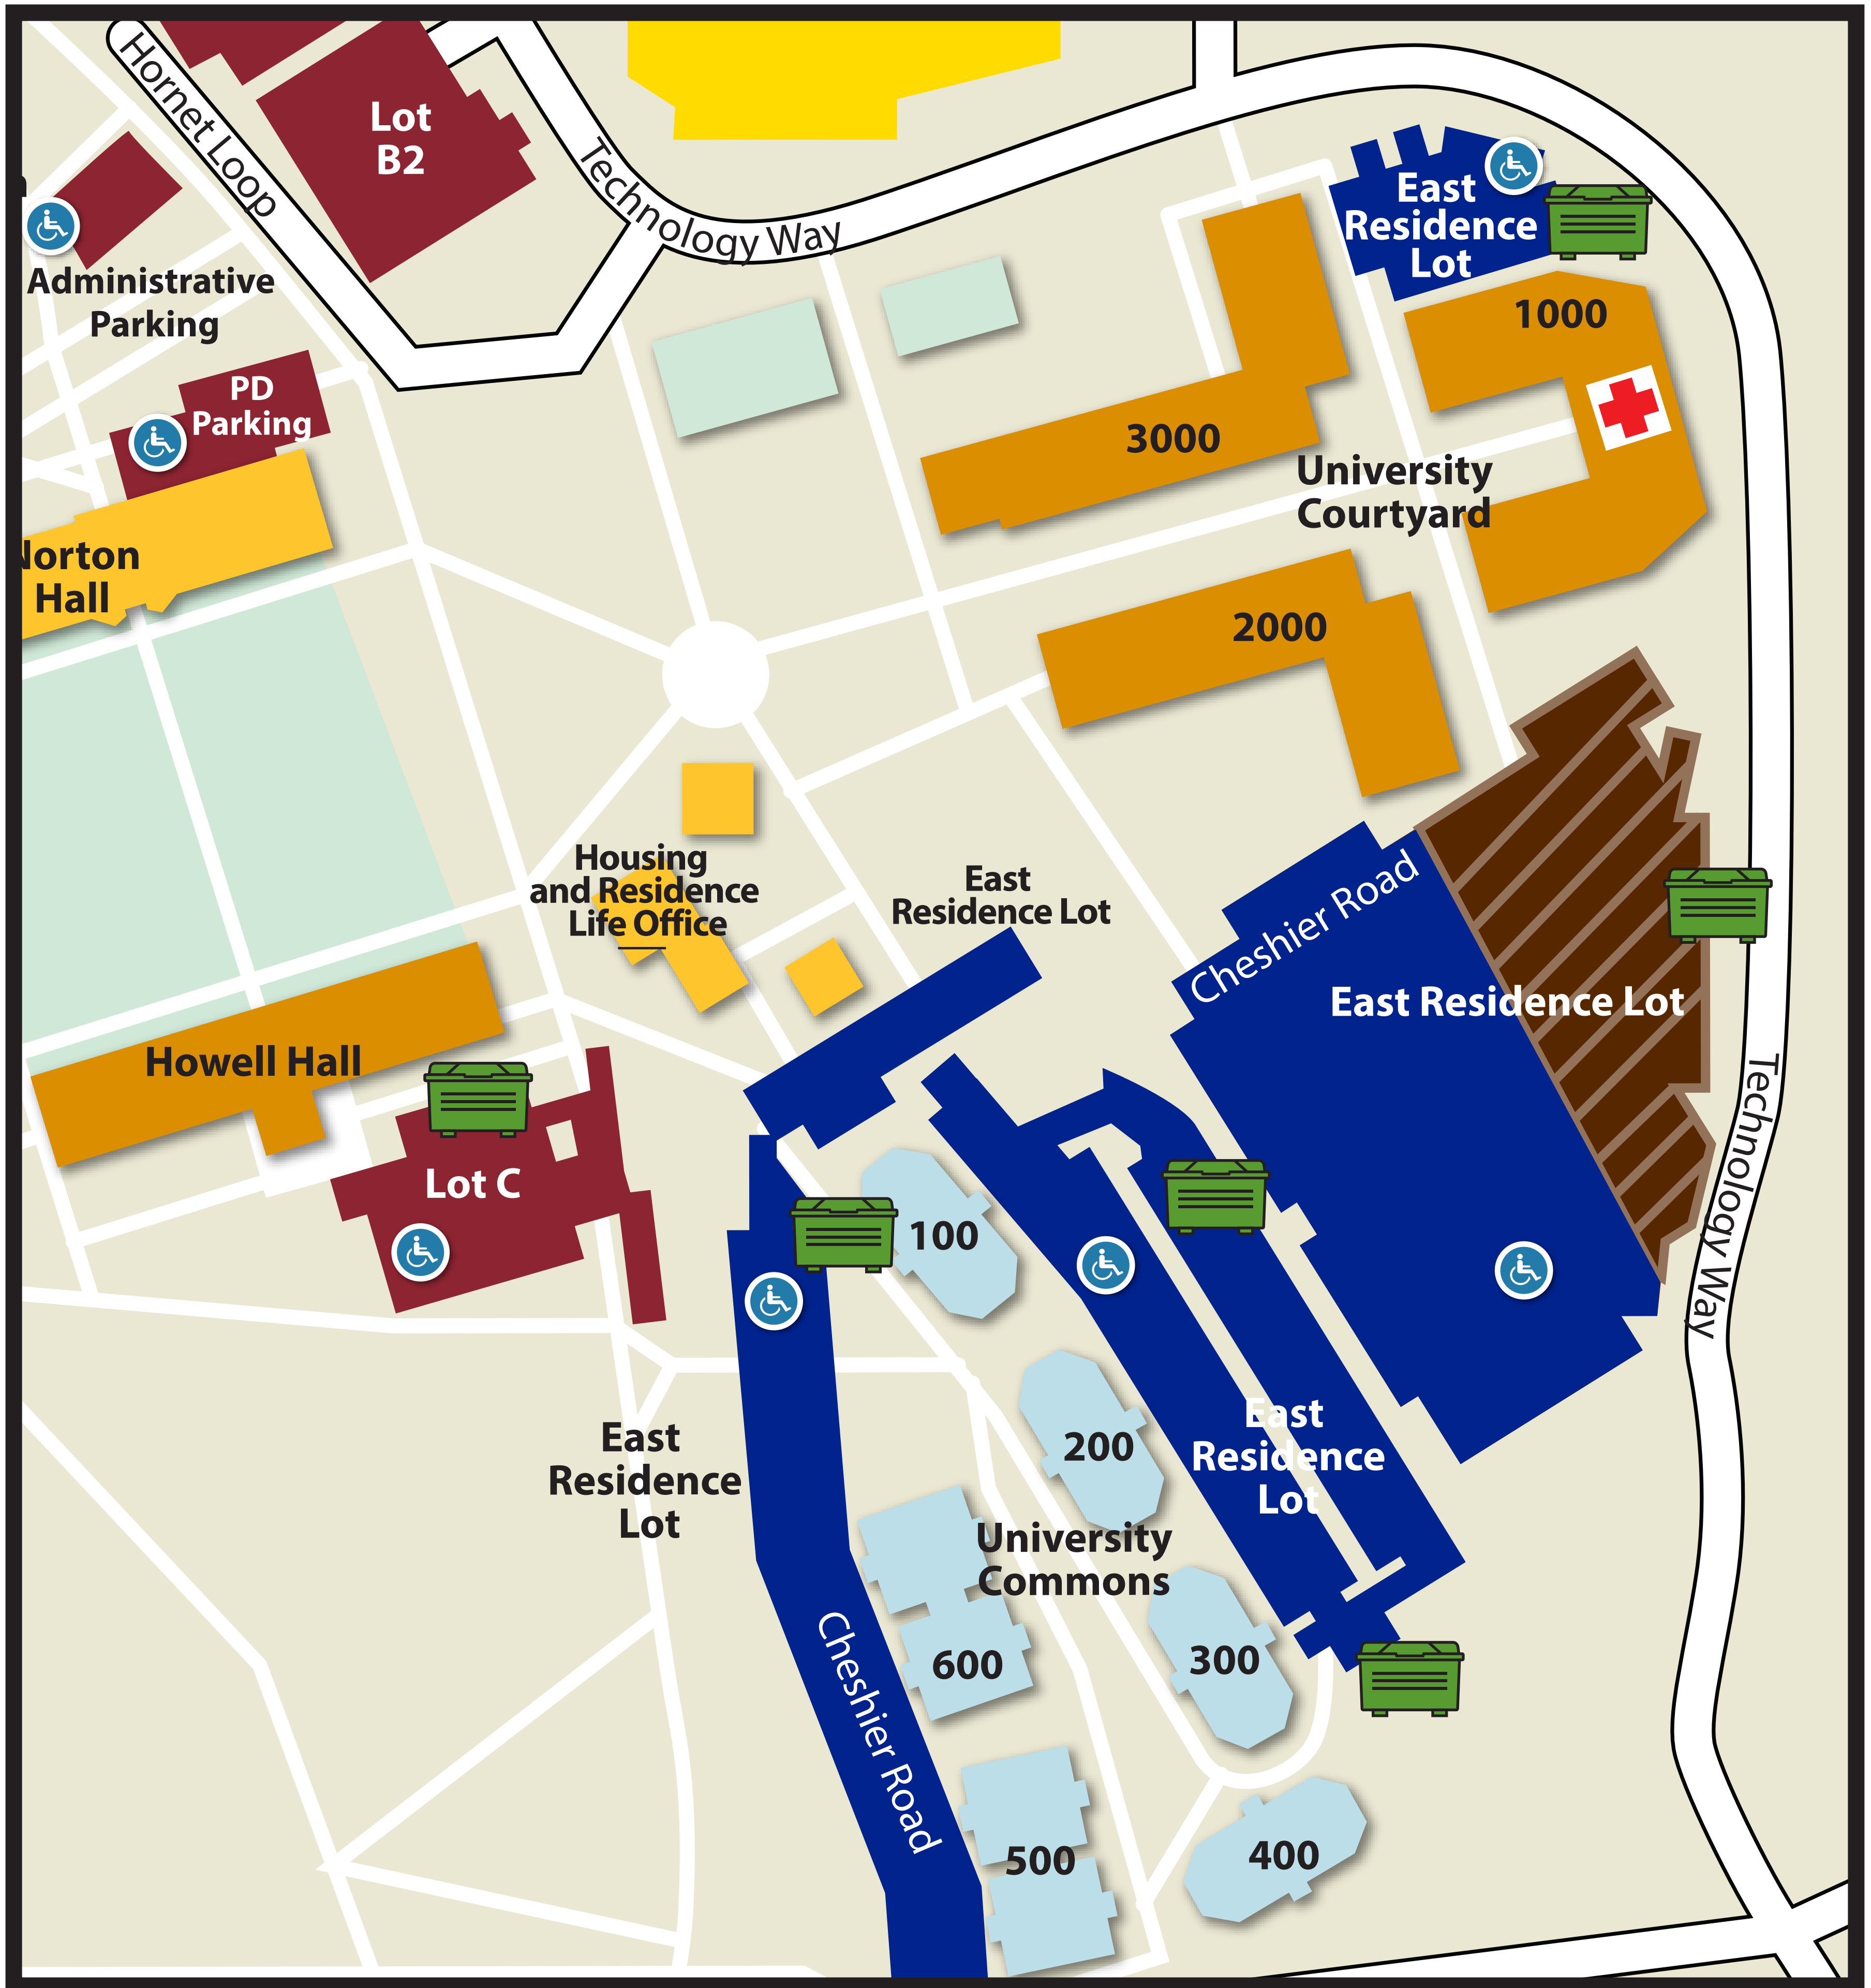 Hornet Loop
Lot
B2
Technology Way
East
Residence
Lot
Administrative
Parking
1000
PD
Parking
3000
University
Courtyard
Norton
Hall
2000
Housing
and Residence
Life Office
East
Residence Lot
Cheshier Road
East Residence Lot
Howell Hall
Technology Way
Lot C
100
East
Residence
Lot
200
East
Residence
Lot
University
Commons
600
300
Cheshier Road
500
400